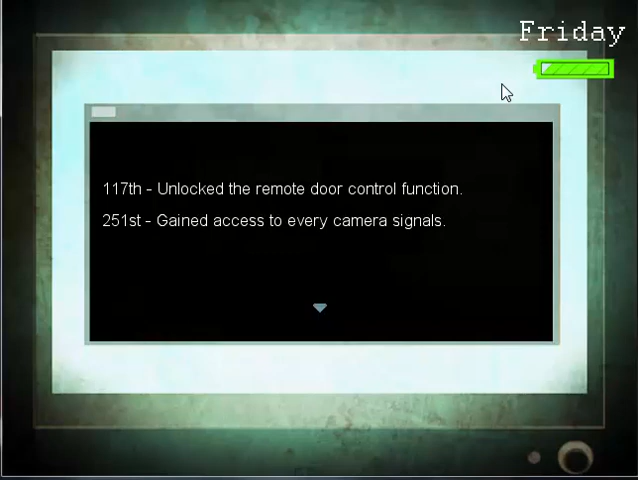 Friday
117th - Unlocked the remote door control function.
251st - Gained access to every camera signals.